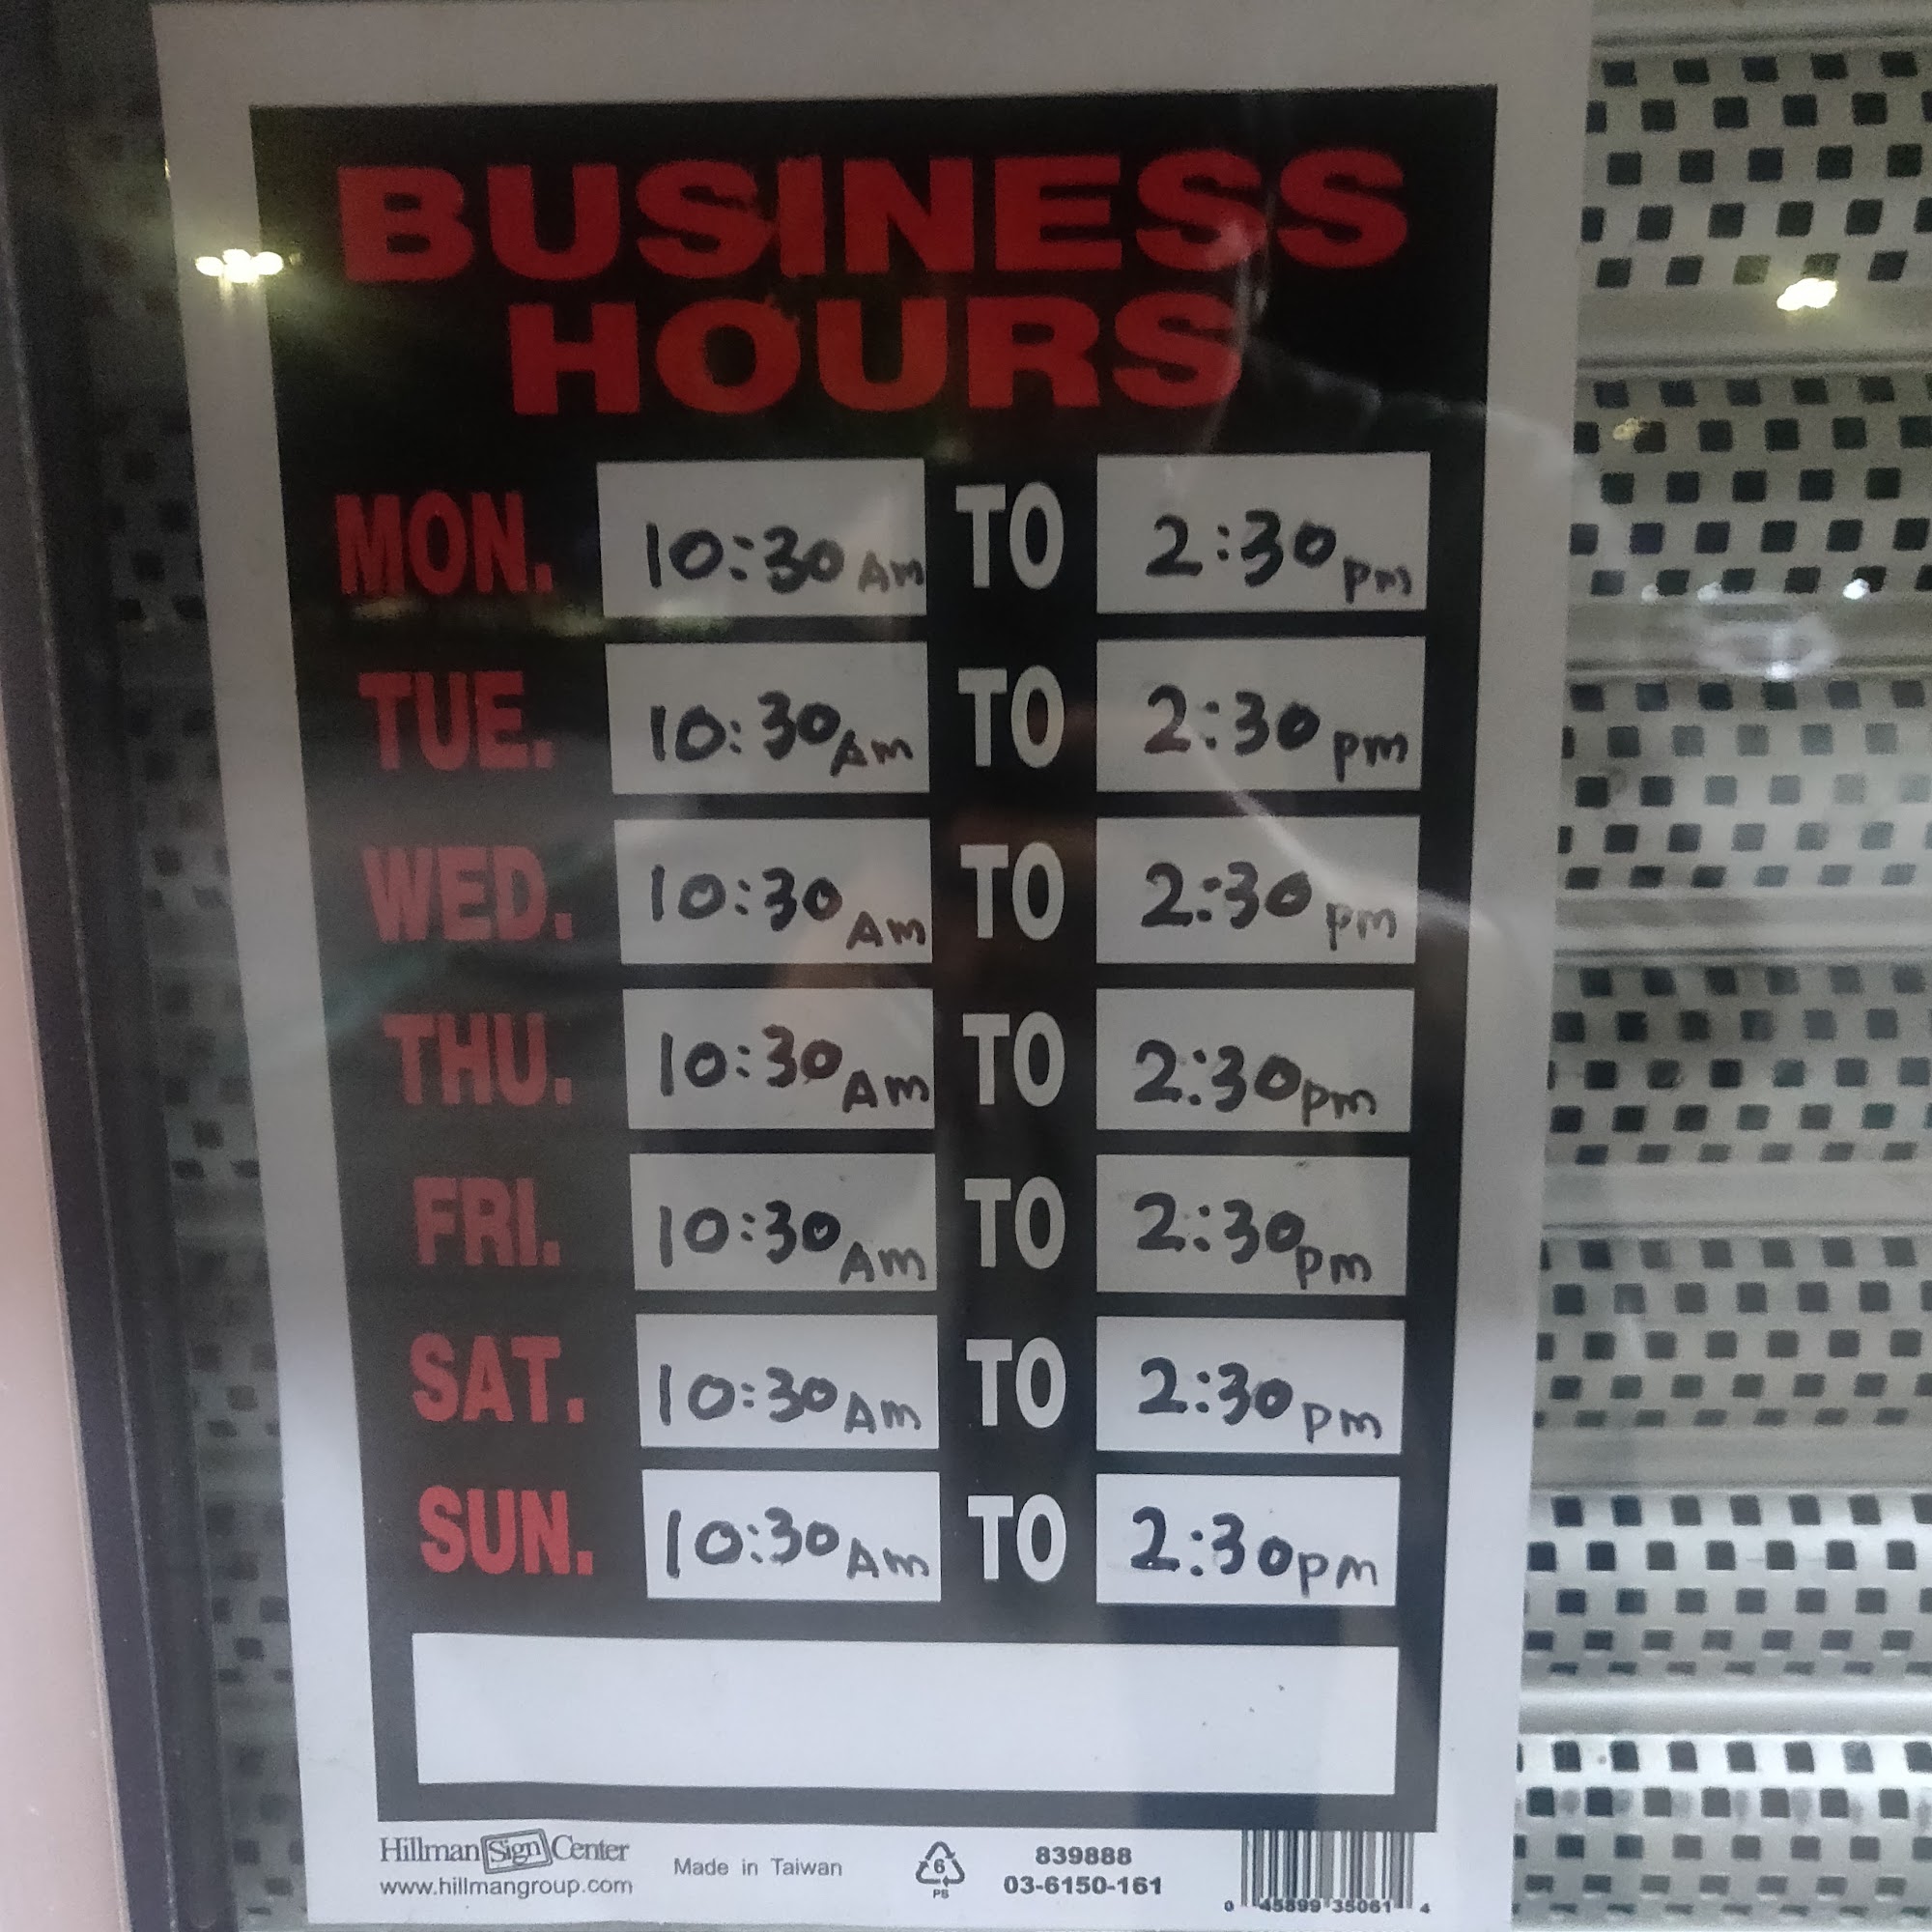 BUSINESS
HOURS
MON. 10:30 Am TO 2:30 pm
TUE. 10:30 Am TO 2:30 pm
WED. 10:30 Am TO 2:30 pm
THU. 10:30 Am TO 2:30 pm
FRI. 10:30 Am TO 2:30 pm
SAT. 10:30 Am TO 2:30 pm
SUN. 10:30 Am TO 2:30 pm
Hillman Sign Center
www.hillmangroup.com
Made in Taiwan
6
PS
839888
03-6150-161
0 45899 35061 4